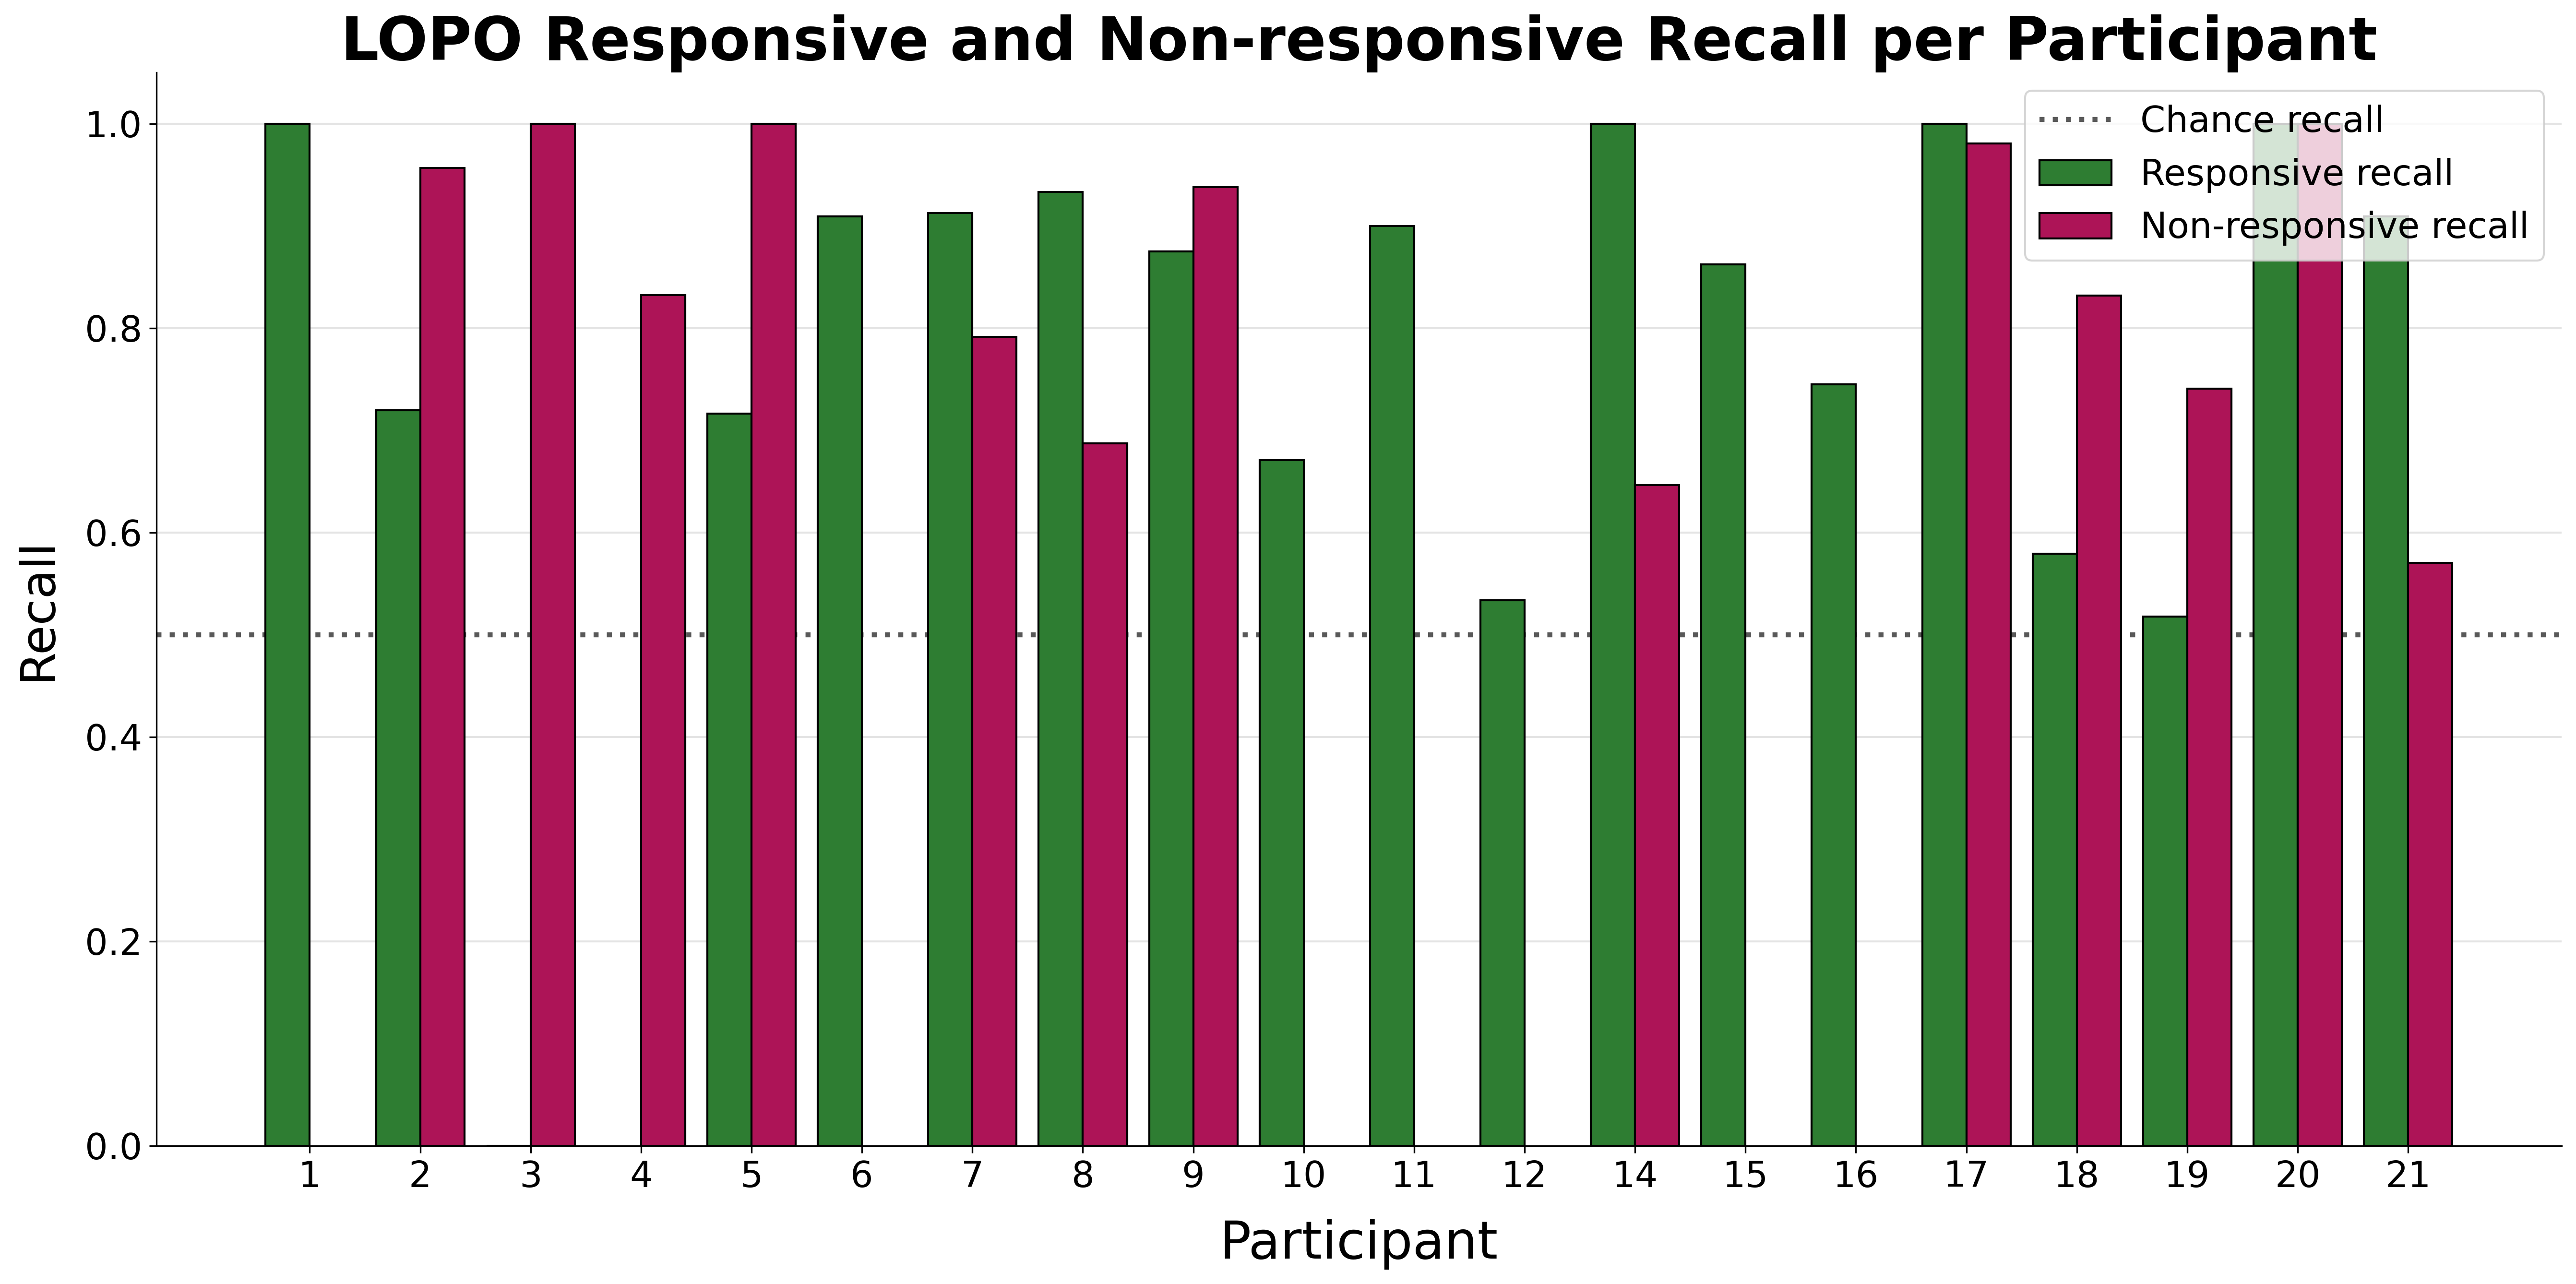 LOPO Responsive and Non-responsive Recall per Participant
Chance recall
Responsive recall
Non-responsive recall
1.0
0.8
0.6
0.4
0.2
0.0
Recall
1 2 3 4 5 6 7 8 9 10 11 12 14 15 16 17 18 19 20 21
Participant